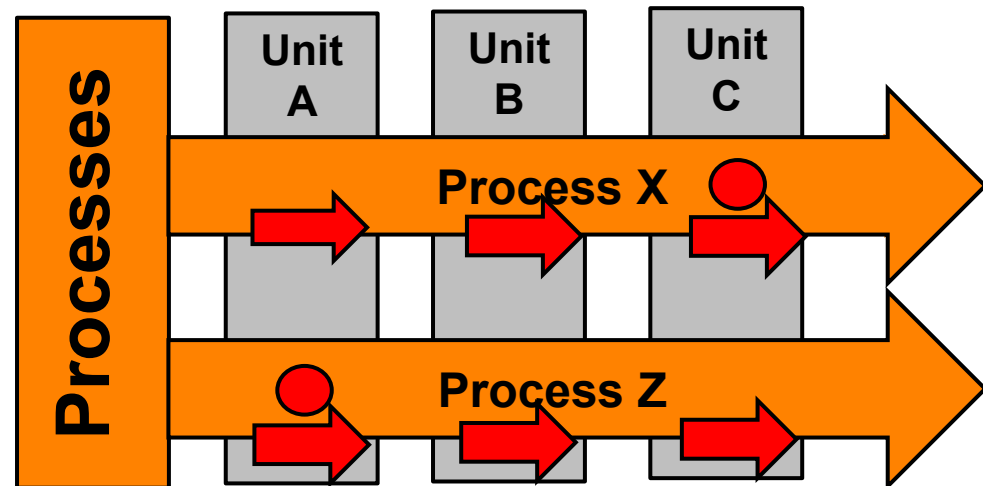 Processes
Unit
A
Unit
B
Unit
C
Process X
Process Z